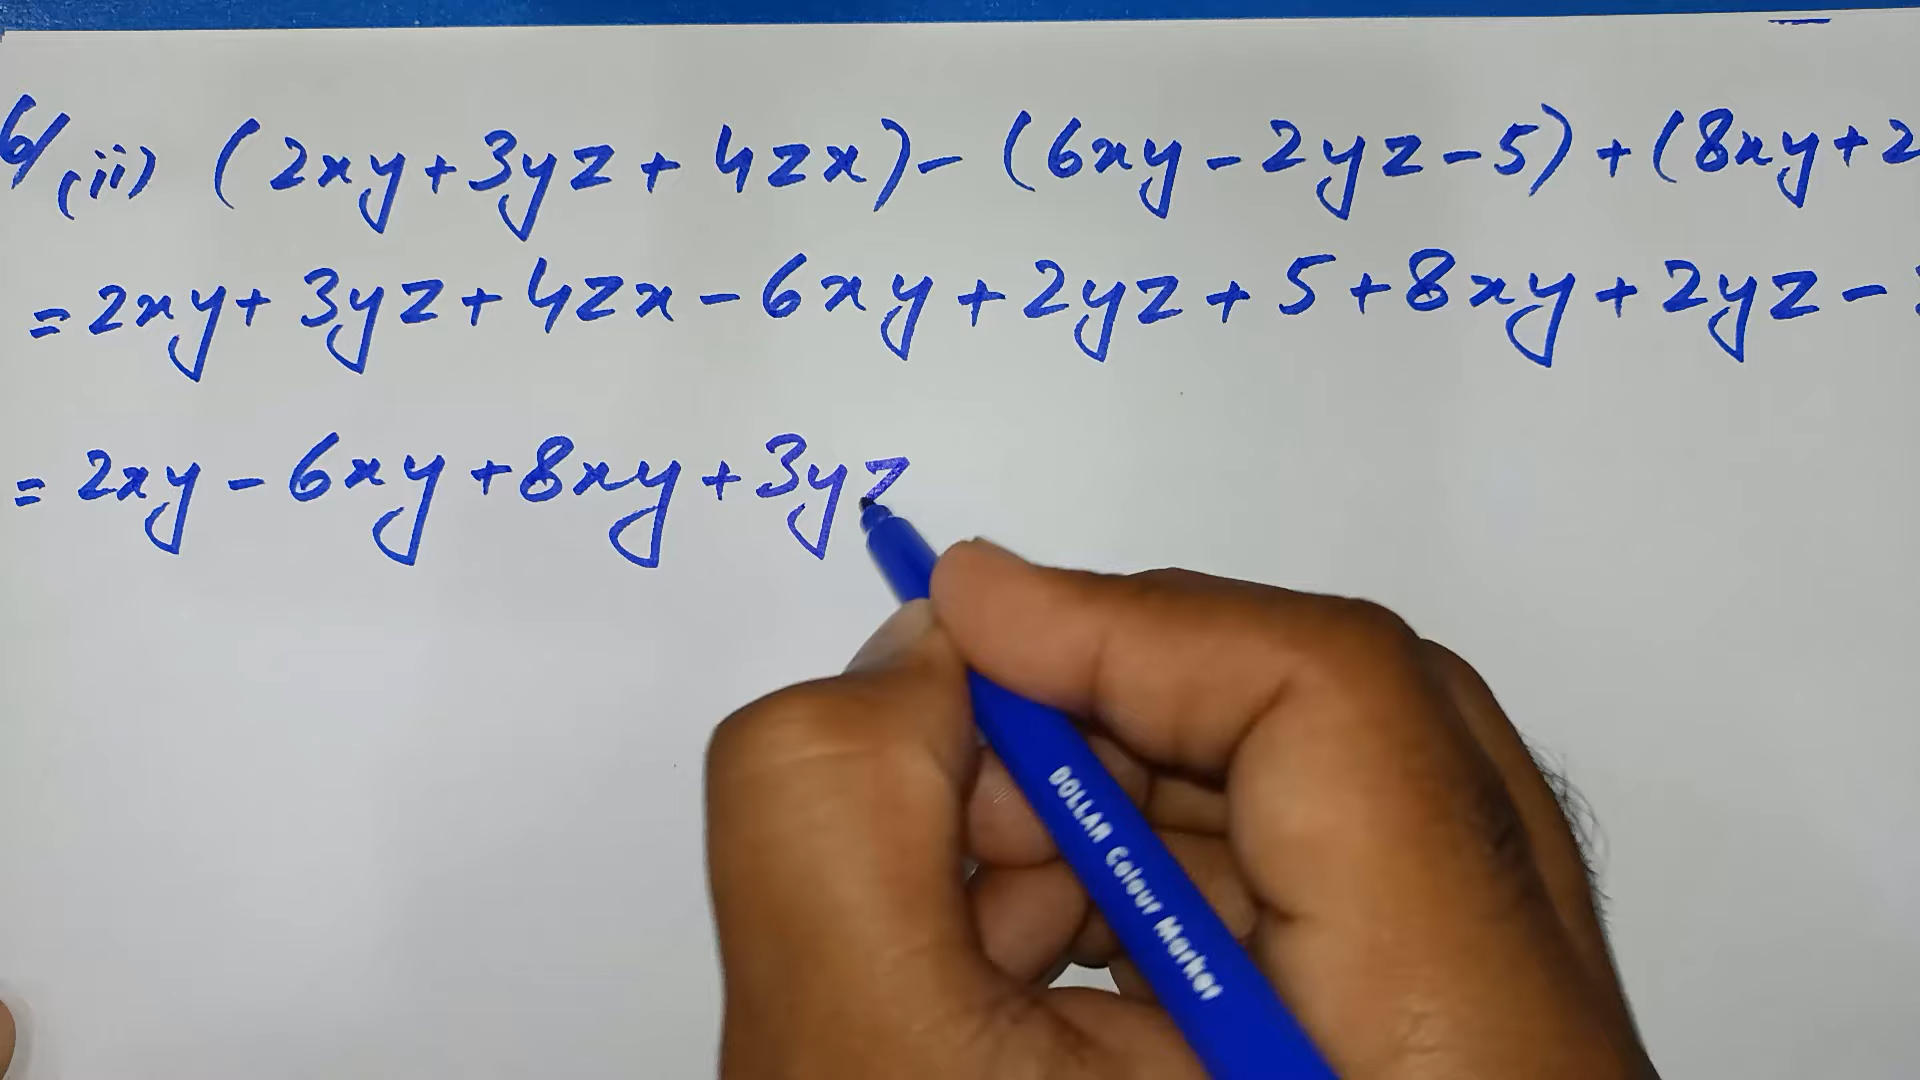 6/(ii) (2xy+3yz+4zx)-(6xy-2yz-5)+(8xy+2
=2xy+3yz+4zx-6xy+2yz+5+8xy+2yz-
=2xy-6xy+8xy+3yz
DOLLAR Colour Marker